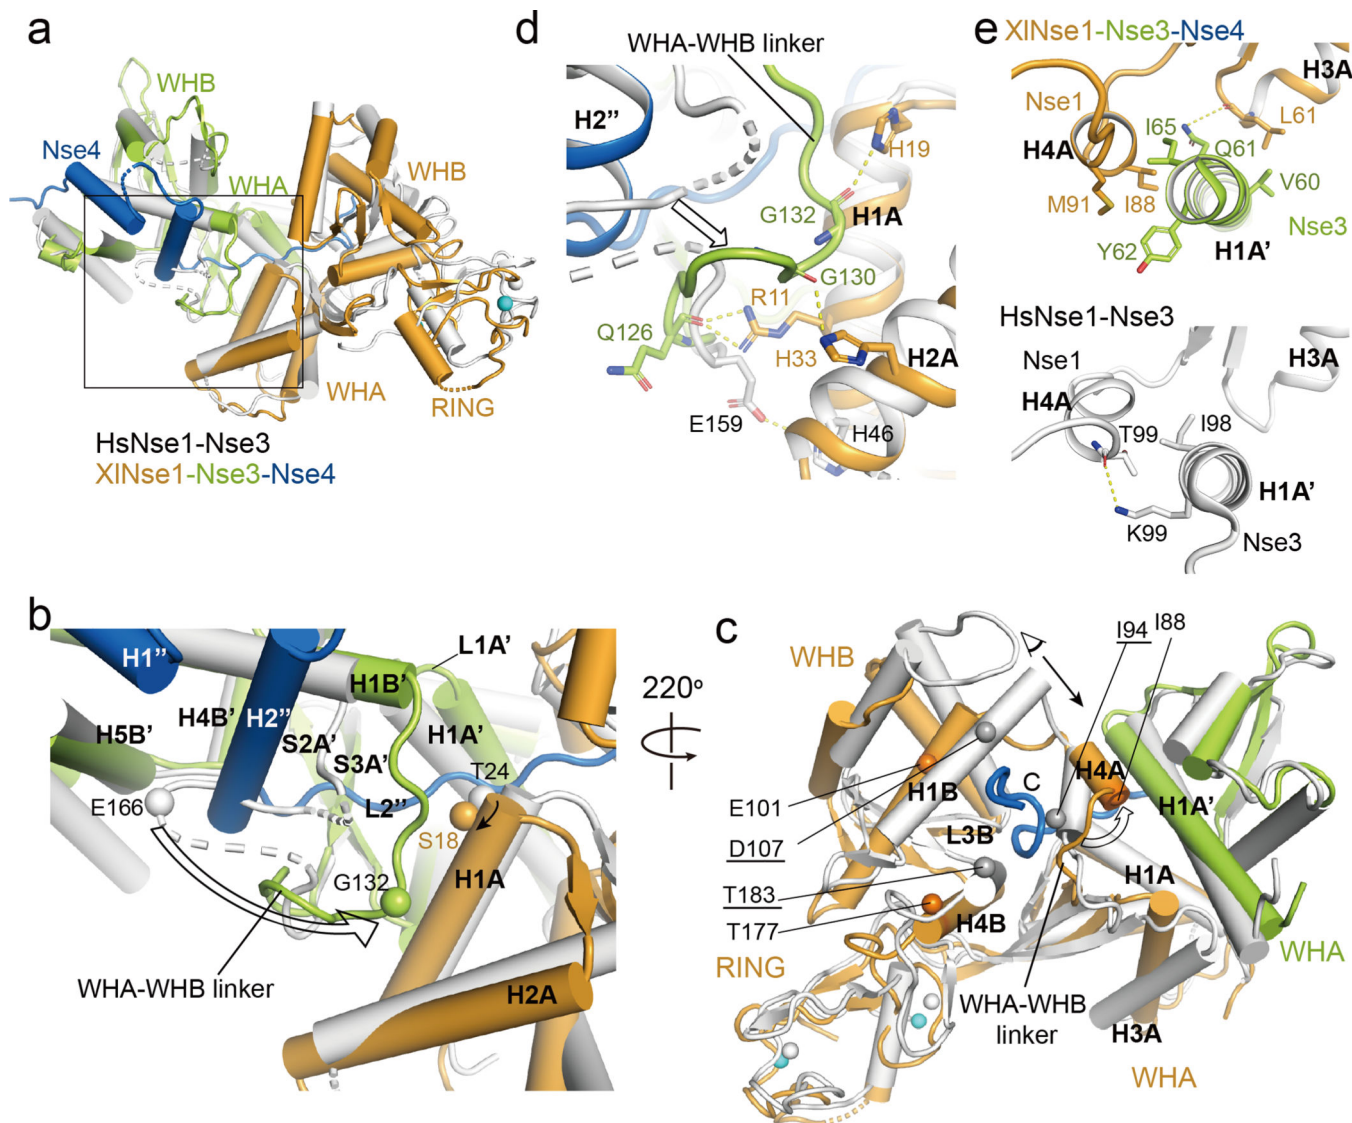 a
WHB
Nse4
WHA
WHB
WHA
RING
HsNse1-Nse3
XlNse1-Nse3-Nse4
d
WHA-WHB linker
H2”
H19
G132
H1A
G130
R11
Q126
H33
H2A
E159
H46
e
XlNse1-Nse3-Nse4
H3A
Nse1
I65
L61
H4A
Q61
V60
M91
I88
Nse3
Y62
H1A’
HsNse1-Nse3
Nse1
H3A
H4A
I98
T99
H1A’
K99
Nse3
b
L1A’
H1”
H1B’
H4B’
H2”
H5B’
S2A’
H1A’
S3A’
T24
E166
L2”
S18
G132
H1A
WHA-WHB linker
H2A
220º
c
I94
I88
WHB
C
H4A
E101
H1B
H1A’
D107
L3B
T183
H1A
T177
H4B
RING
WHA
WHA-WHB
linker
H3A
WHA